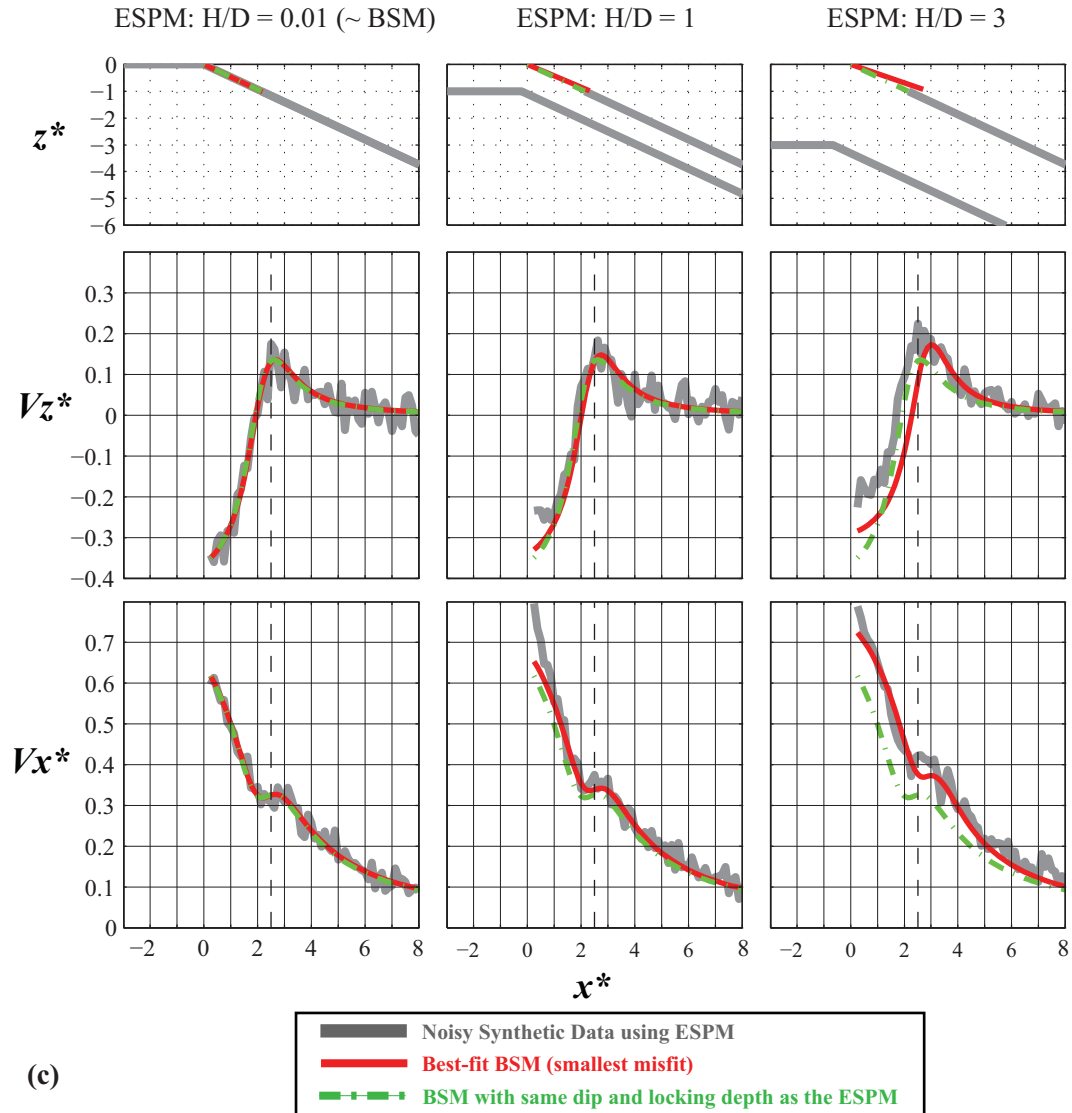 ESPM: H/D = 0.01 (~ BSM)
ESPM: H/D = 1
ESPM: H/D = 3
z*
0
−1
−2
−3
−4
−5
−6
Vz*
0.3
0.2
0.1
0
−0.1
−0.2
−0.3
−0.4
Vx*
0.7
0.6
0.5
0.4
0.3
0.2
0.1
0
−2 0 2 4 6 8
−2 0 2 4 6 8
−2 0 2 4 6 8
x*
(c)
Noisy Synthetic Data using ESPM
Best-fit BSM (smallest misfit)
BSM with same dip and locking depth as the ESPM